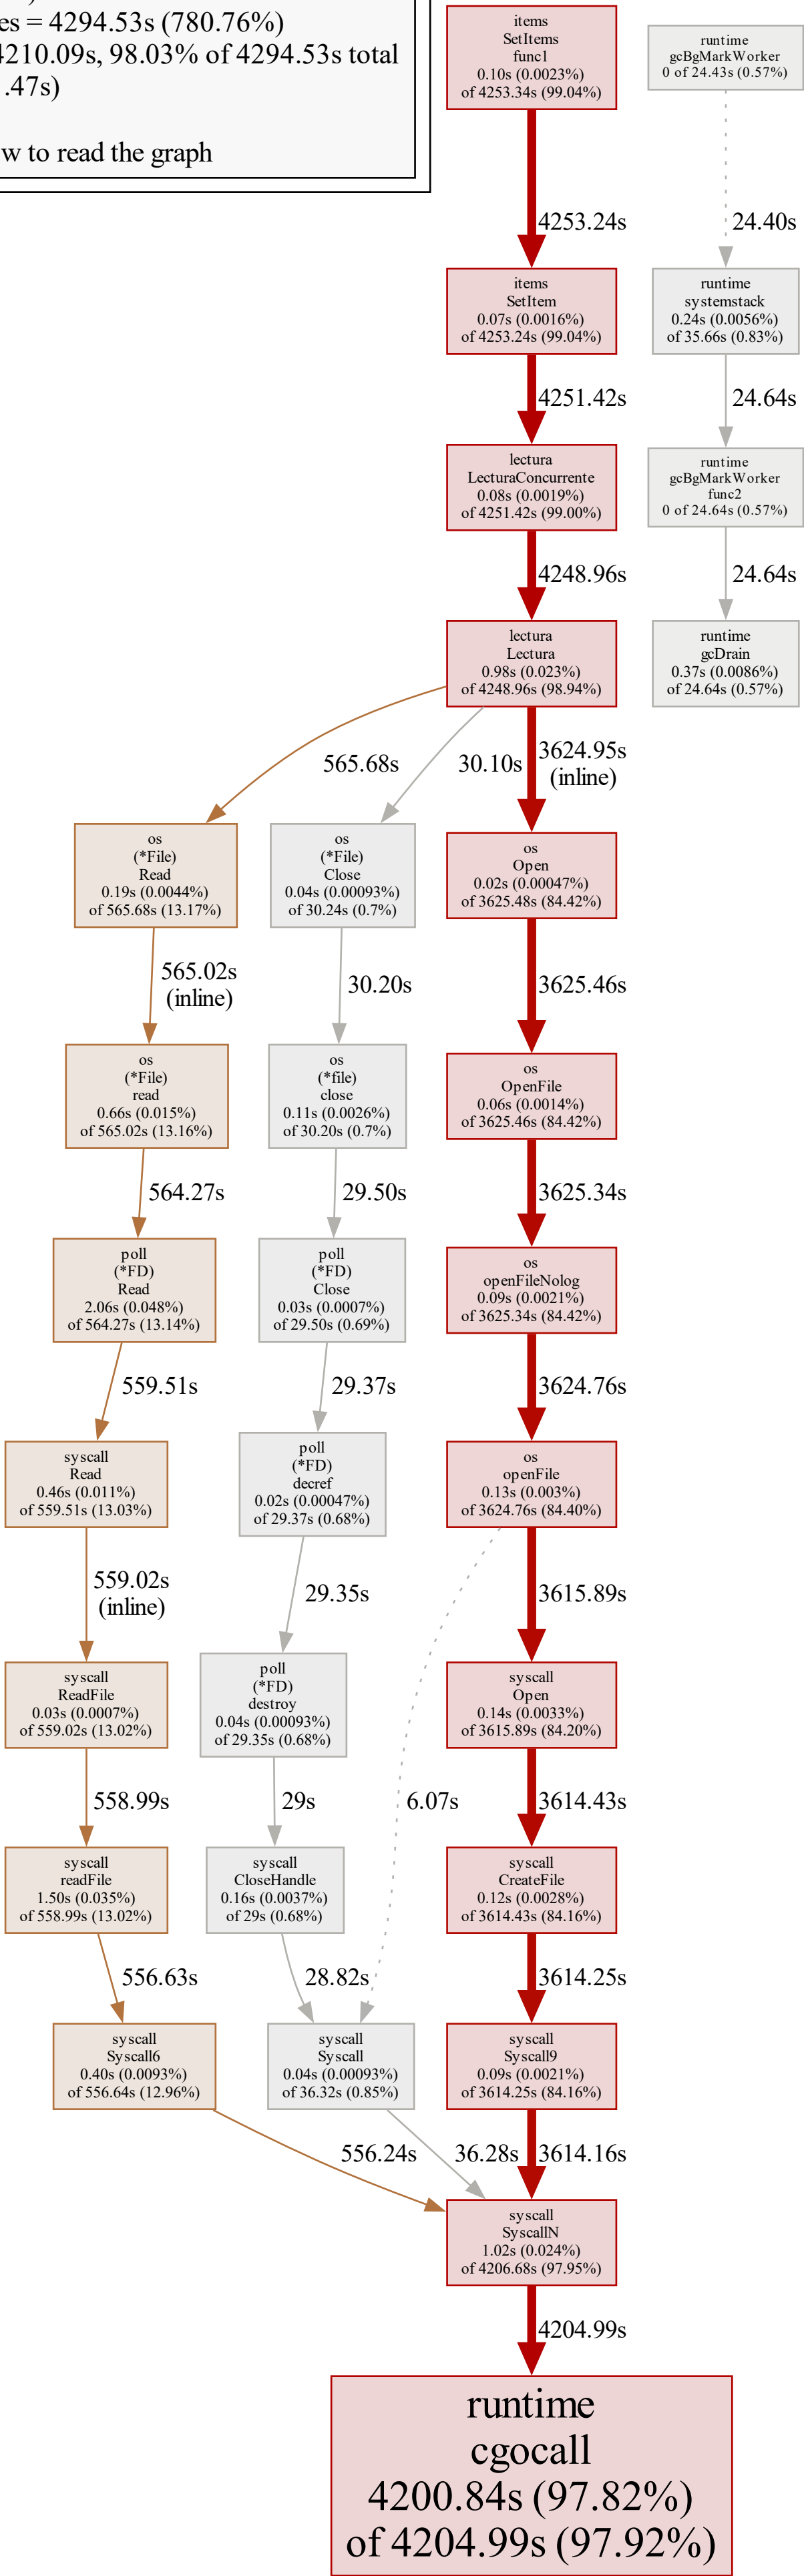 es = 4294.53s (780.76%)
4210.09s, 98.03% of 4294.53s total
.47s)
w to read the graph
items
SetItems
func1
0.10s (0.0023%)
of 4253.34s (99.04%)
runtime
gcBgMarkWorker
0 of 24.43s (0.57%)
4253.24s
24.40s
items
SetItem
0.07s (0.0016%)
of 4253.24s (99.04%)
runtime
systemstack
0.24s (0.0056%)
of 35.66s (0.83%)
4251.42s
24.64s
lectura
LecturaConcurrente
0.08s (0.0019%)
of 4251.42s (99.00%)
runtime
gcBgMarkWorker
func2
0 of 24.64s (0.57%)
4248.96s
24.64s
lectura
Lectura
0.98s (0.023%)
of 4248.96s (98.94%)
runtime
gcDrain
0.37s (0.0086%)
of 24.64s (0.57%)
565.68s
30.10s
3624.95s
(inline)
os
(*File)
Read
0.19s (0.0044%)
of 565.68s (13.17%)
os
(*File)
Close
0.04s (0.00093%)
of 30.24s (0.7%)
os
Open
0.02s (0.00047%)
of 3625.48s (84.42%)
565.02s
(inline)
30.20s
3625.46s
os
(*File)
read
0.66s (0.015%)
of 565.02s (13.16%)
os
(*file)
close
0.11s (0.0026%)
of 30.20s (0.7%)
os
OpenFile
0.06s (0.0014%)
of 3625.46s (84.42%)
564.27s
29.50s
3625.34s
poll
(*FD)
Read
2.06s (0.048%)
of 564.27s (13.14%)
poll
(*FD)
Close
0.03s (0.0007%)
of 29.50s (0.69%)
os
openFileNolog
0.09s (0.0021%)
of 3625.34s (84.42%)
559.51s
29.37s
3624.76s
syscall
Read
0.46s (0.011%)
of 559.51s (13.03%)
poll
(*FD)
decref
0.02s (0.00047%)
of 29.37s (0.68%)
os
openFile
0.13s (0.003%)
of 3624.76s (84.40%)
559.02s
(inline)
29.35s
3615.89s
syscall
ReadFile
0.03s (0.0007%)
of 559.02s (13.02%)
poll
(*FD)
destroy
0.04s (0.00093%)
of 29.35s (0.68%)
syscall
Open
0.14s (0.0033%)
of 3615.89s (84.20%)
558.99s
29s
6.07s
3614.43s
syscall
readFile
1.50s (0.035%)
of 558.99s (13.02%)
syscall
CloseHandle
0.16s (0.0037%)
of 29s (0.68%)
syscall
CreateFile
0.12s (0.0028%)
of 3614.43s (84.16%)
556.63s
28.82s
3614.25s
syscall
Syscall6
0.40s (0.0093%)
of 556.64s (12.96%)
syscall
Syscall
0.04s (0.00093%)
of 36.32s (0.85%)
syscall
Syscall9
0.09s (0.0021%)
of 3614.25s (84.16%)
556.24s
36.28s
3614.16s
syscall
SyscallN
1.02s (0.024%)
of 4206.68s (97.95%)
4204.99s
runtime
cgocall
4200.84s (97.82%)
of 4204.99s (97.92%)